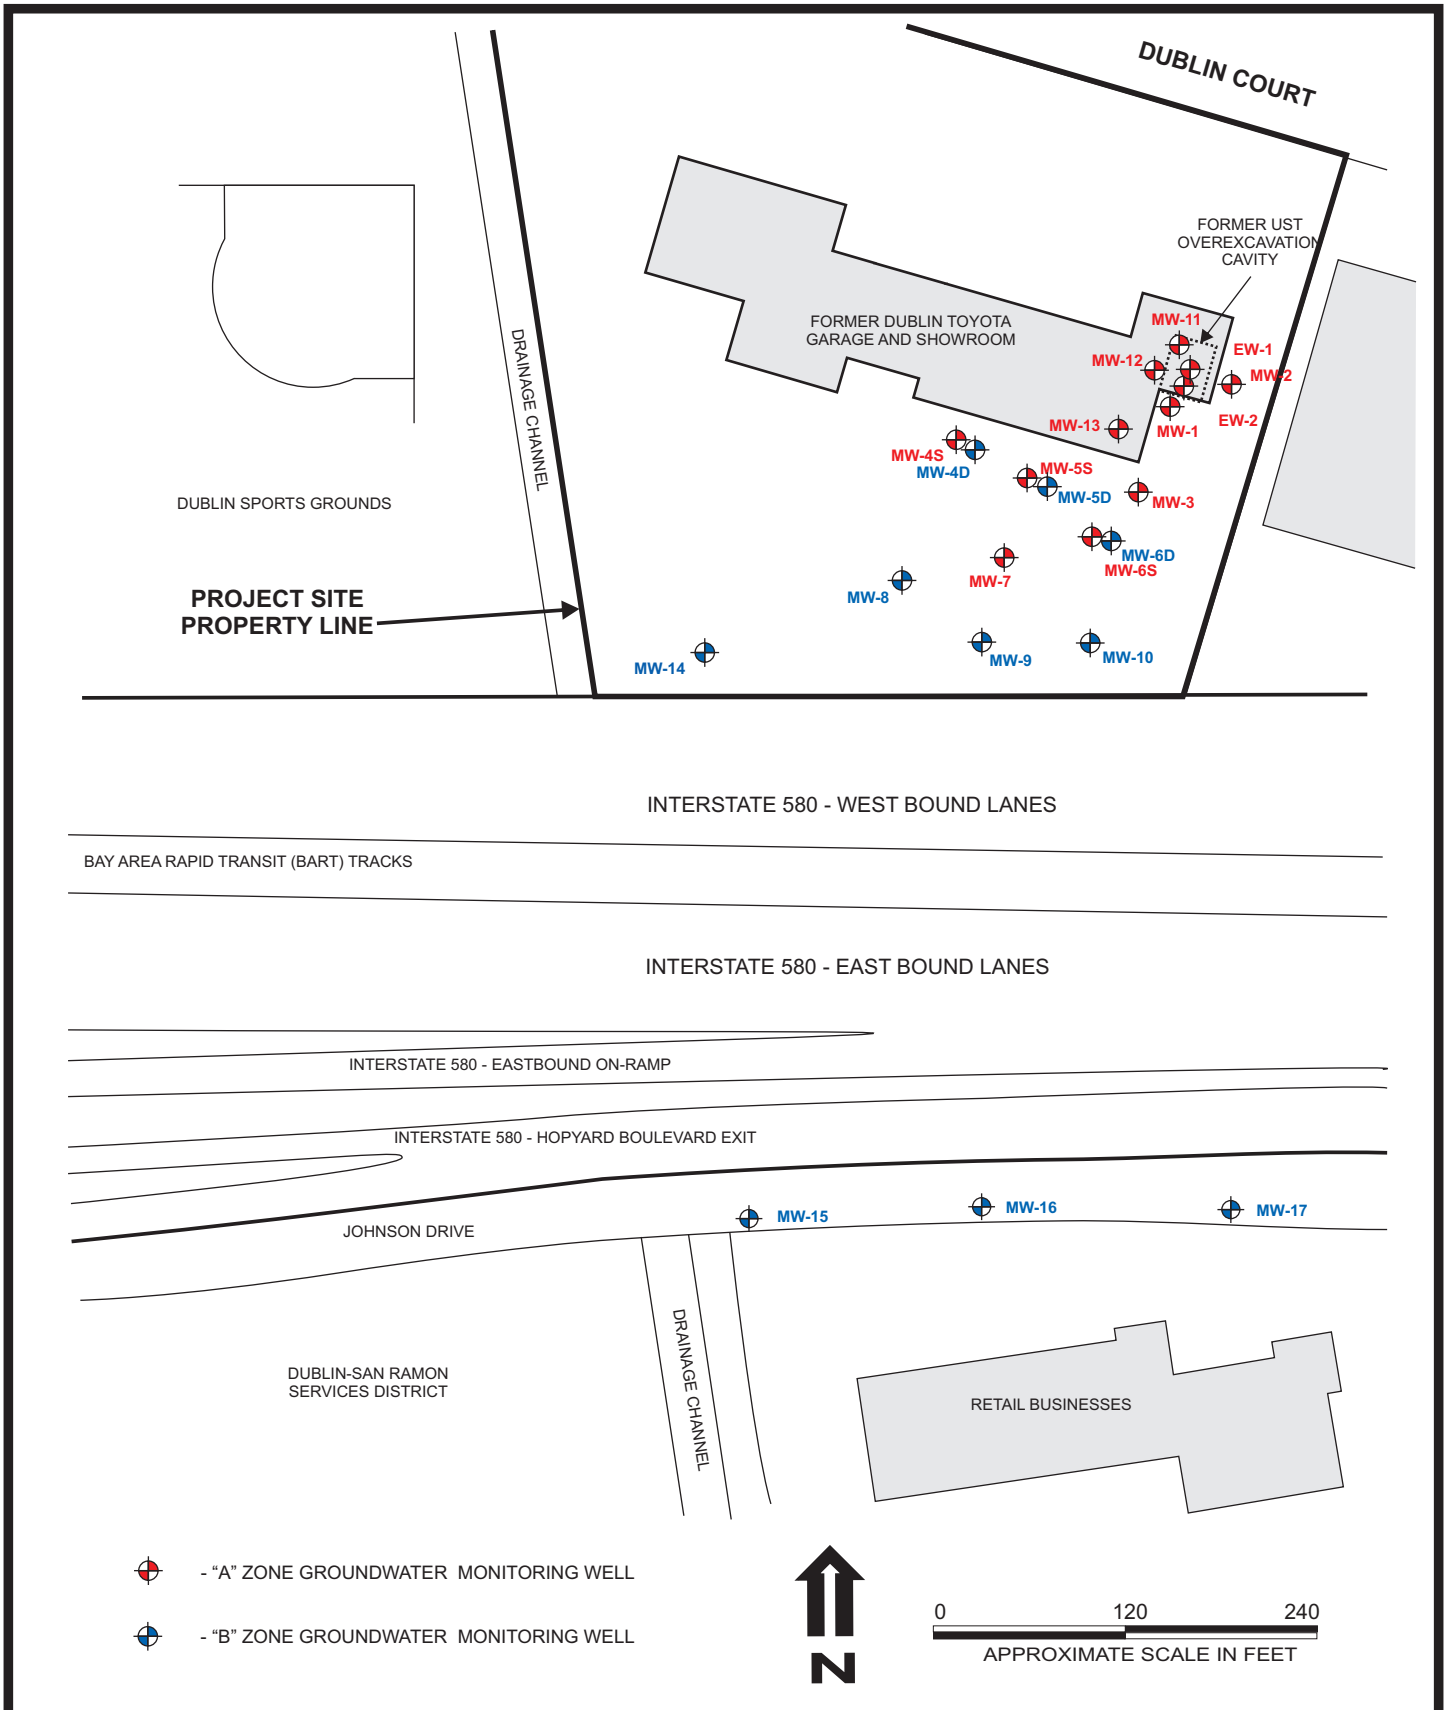 DUBLIN COURT
FORMER UST
OVEREXCAVATION
CAVITY
MW-11
FORMER DUBLIN TOYOTA
GARAGE AND SHOWROOM
EW-1
MW-12
MW-2
DRAINAGE CHANNEL
EW-2
MW-13
MW-1
MW-4S
MW-4D
MW-5S
MW-5D
MW-3
DUBLIN SPORTS GROUNDS
MW-6D
MW-6S
MW-7
MW-8
PROJECT SITE
PROPERTY LINE
MW-14
MW-9
MW-10
INTERSTATE 580 - WEST BOUND LANES
BAY AREA RAPID TRANSIT (BART) TRACKS
INTERSTATE 580 - EAST BOUND LANES
INTERSTATE 580 - EASTBOUND ON-RAMP
INTERSTATE 580 - HOPYARD BOULEVARD EXIT
MW-15
MW-16
MW-17
JOHNSON DRIVE
DRAINAGE CHANNEL
DUBLIN-SAN RAMON
SERVICES DISTRICT
RETAIL BUSINESSES
- “A” ZONE GROUNDWATER MONITORING WELL
- “B” ZONE GROUNDWATER MONITORING WELL
N
0 120 240
APPROXIMATE SCALE IN FEET